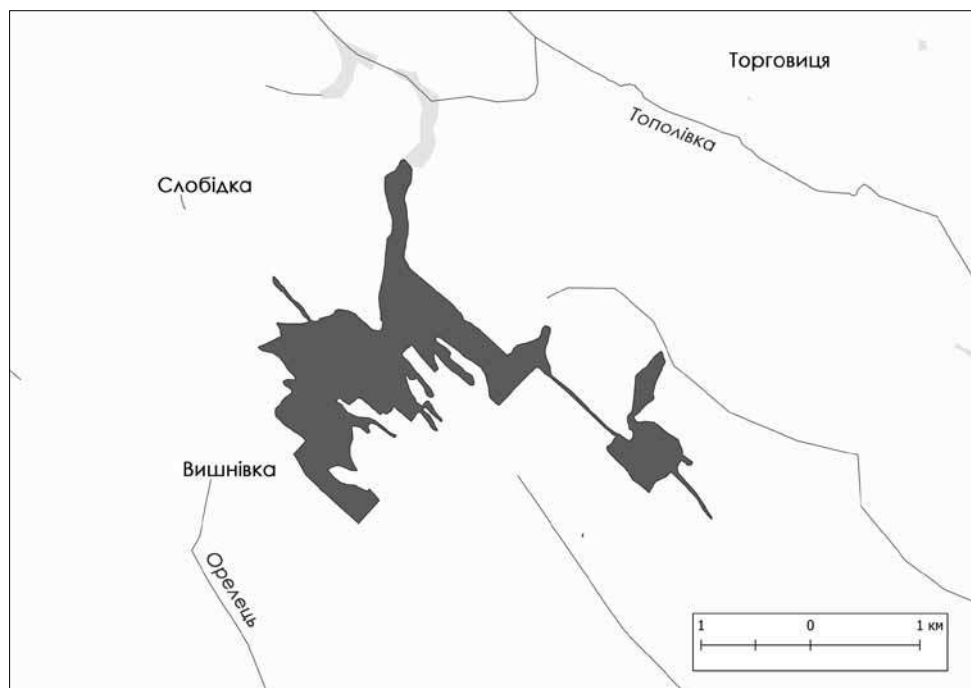 Торговиця
Тополівка
Слобідка
Вишнівка
Орелець
1 0 1 км